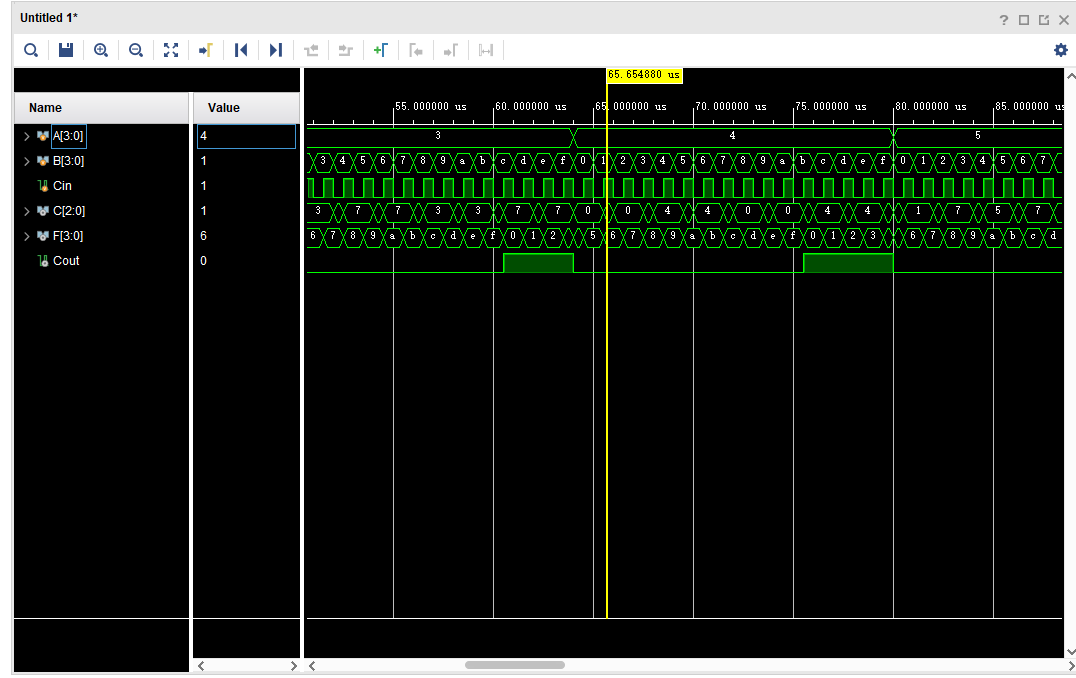 Untitled 1*
65.654880 us
Name Value 55.000000 us 60.000000 us 65.000000 us 70.000000 us 75.000000 us 80.000000 us 85.000000 us
A[3:0] 4 3 4 5
B[3:0] 1 3 4 5 6 7 8 9 a b c d e f 0 1 2 3 4 5 6 7 8 9 a b c d e f 0 1 2 3 4 5 6 7
Cin 1
C[2:0] 1 3 7 7 3 3 7 7 0 0 4 4 0 0 4 4 1 7 5 7
F[3:0] 6 6 7 8 9 a b c d e f 0 1 2 5 6 7 8 9 a b c d e f 0 1 2 3 6 7 8 9 a b c d
Cout 0